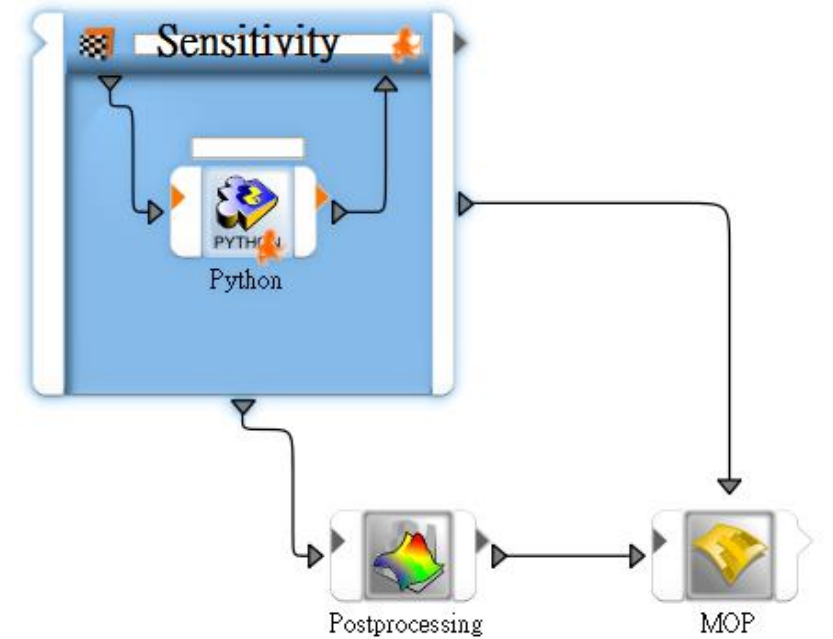 Sensitivity
PYTHON
Python
Postprocessing
MOP